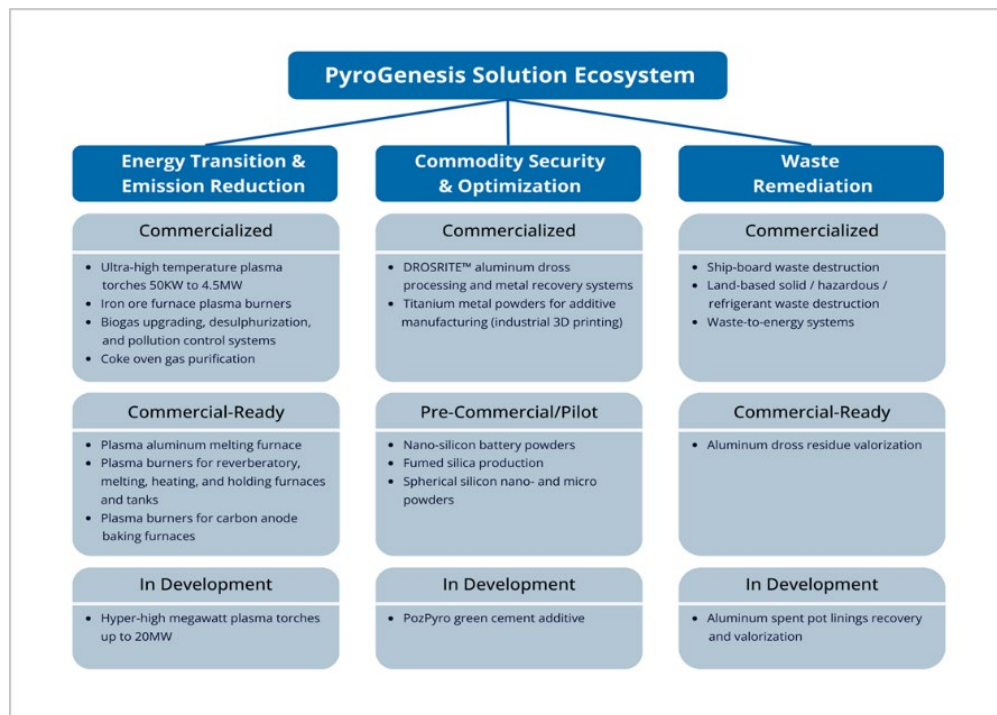 PyroGenesis Solution Ecosystem
Energy Transition &
Emission Reduction
Commercialized
• Ultra-high temperature plasma
torches 50KW to 4.5MW
• Iron ore furnace plasma burners
• Biogas upgrading, desulphurization,
and pollution control systems
• Coke oven gas purification
Commercial-Ready
• Plasma aluminum melting furnace
• Plasma burners for reverberatory,
melting, heating, and holding furnaces
and tanks
• Plasma burners for carbon anode
baking furnaces
In Development
• Hyper-high megawatt plasma torches
up to 20MW
Commodity Security
& Optimization
Commercialized
• DROSRITE™ aluminum dross
processing and metal recovery systems
• Titanium metal powders for additive
manufacturing (industrial 3D printing)
Pre-Commercial/Pilot
• Nano-silicon battery powders
• Fumed silica production
• Spherical silicon nano- and micro
powders
In Development
• PozPyro green cement additive
Waste
Remediation
Commercialized
• Ship-board waste destruction
• Land-based solid / hazardous /
refrigerant waste destruction
• Waste-to-energy systems
Commercial-Ready
• Aluminum dross residue valorization
In Development
• Aluminum spent pot linings recovery
and valorization